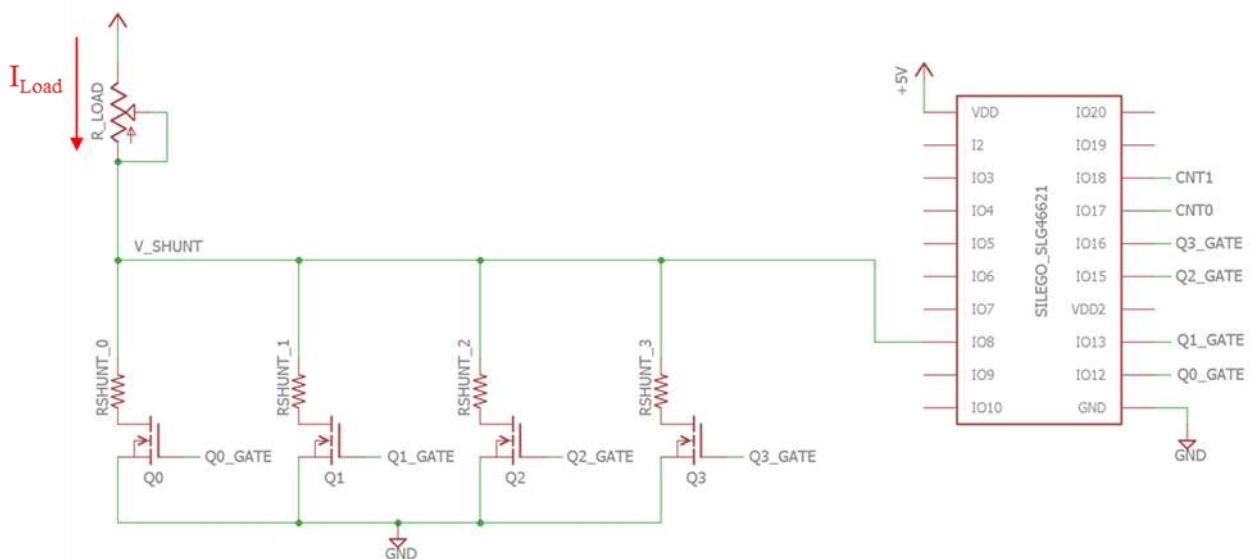 I_Load
R_LOAD
V_SHUNT
RSHUNT_0
RSHUNT_1
RSHUNT_2
RSHUNT_3
Q0_GATE
Q1_GATE
Q2_GATE
Q3_GATE
Q0
Q1
Q2
Q3
GND
+5V
SILEGO_SLG46621
VDD
I2
IO3
IO4
IO5
IO6
IO7
IO8
IO9
IO10
IO20
IO19
IO18 CNT1
IO17 CNT0
IO16 Q3_GATE
IO15 Q2_GATE
VDD2
IO13 Q1_GATE
IO12 Q0_GATE
GND
GND